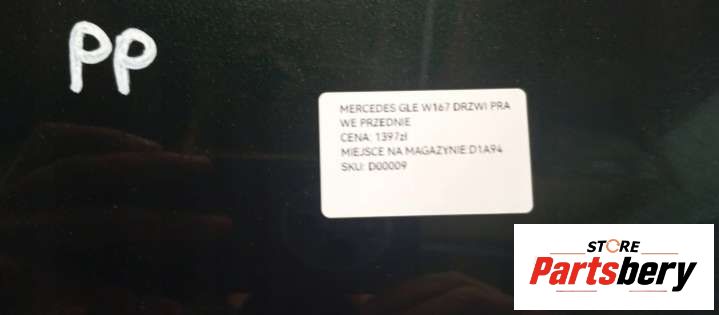 PP
MERCEDES GLE W167 DRZWI PRA
WE PRZEDNIE
CENA: 1397zł
MIEJSCE NA MAGAZYNIE:D1A94
SKU: D00009
STORE
Partsbery